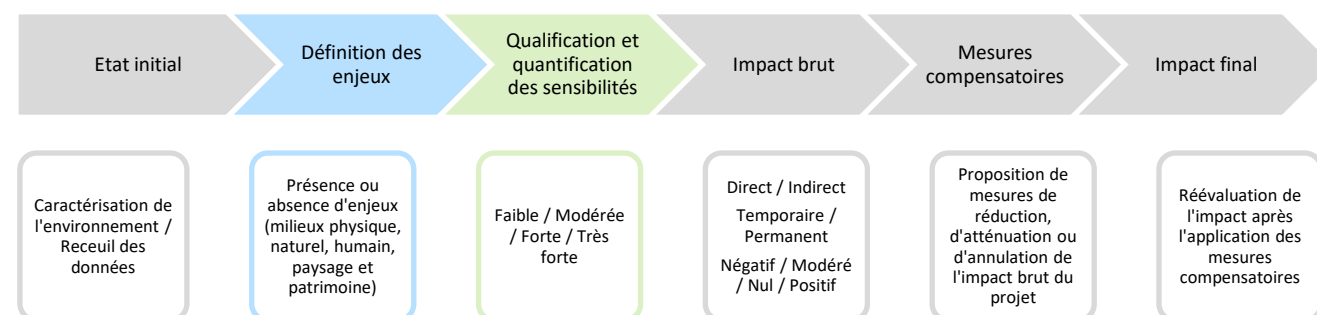 Etat initial
Définition des
enjeux
Qualification et
quantification
des sensibilités
Impact brut
Mesures
compensatoires
Impact final
Caractérisation de
l'environnement /
Receuil des
données
Présence ou
absence d'enjeux
(milieux physique,
naturel, humain,
paysage et
patrimoine)
Faible / Modérée
/ Forte / Très
forte
Direct / Indirect
Temporaire /
Permanent
Négatif / Modéré
/ Nul / Positif
Proposition de
mesures de
réduction,
d'atténuation ou
d'annulation de
l'impact brut du
projet
Réévaluation de
l'impact après
l'application des
mesures
compensatoires